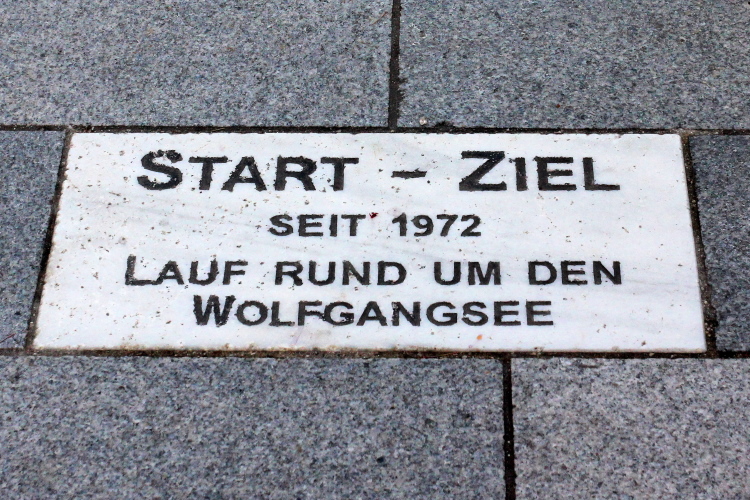 START – ZIEL
SEIT 1972
LAUF RUND UM DEN
WOLFGANGSEE